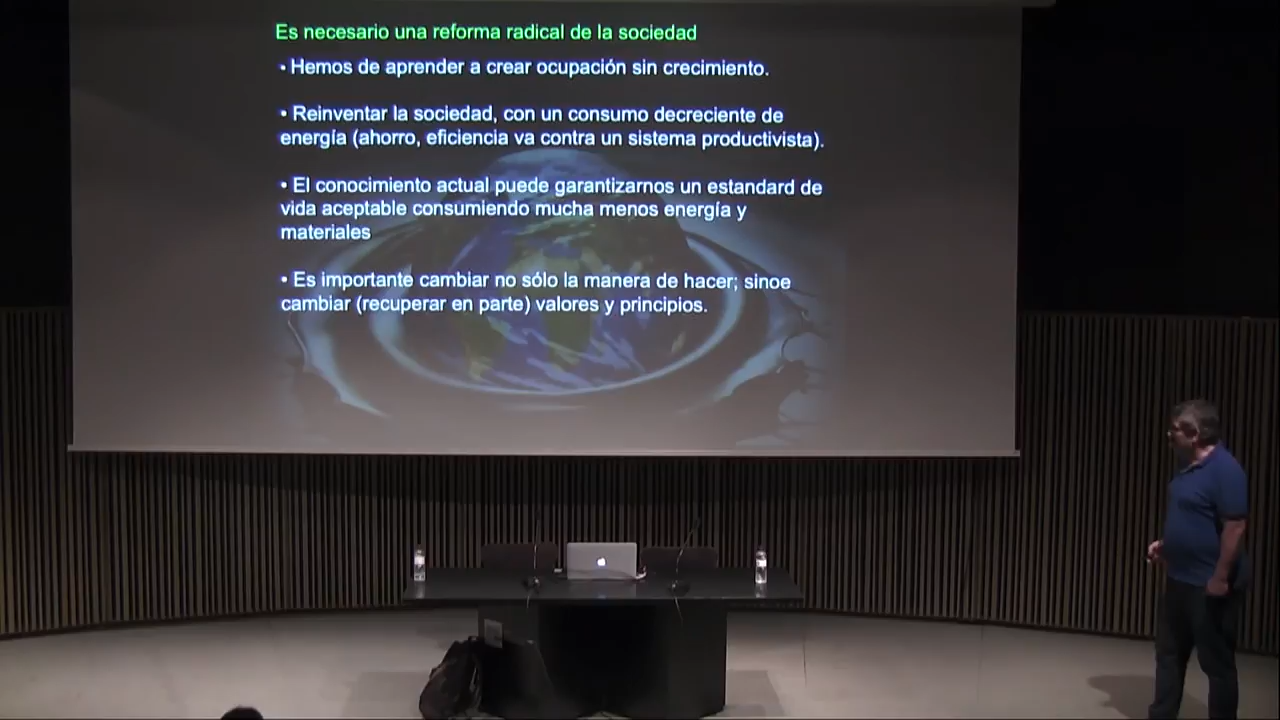 Es necesario una reforma radical de la sociedad
• Hemos de aprender a crear ocupación sin crecimiento.
• Reinventar la sociedad, con un consumo decreciente de
energía (ahorro, eficiencia va contra un sistema productivista).
• El conocimiento actual puede garantizarnos un estandard de
vida aceptable consumiendo mucha menos energía y
materiales
• Es importante cambiar no sólo la manera de hacer; sinoe
cambiar (recuperar en parte) valores y principios.